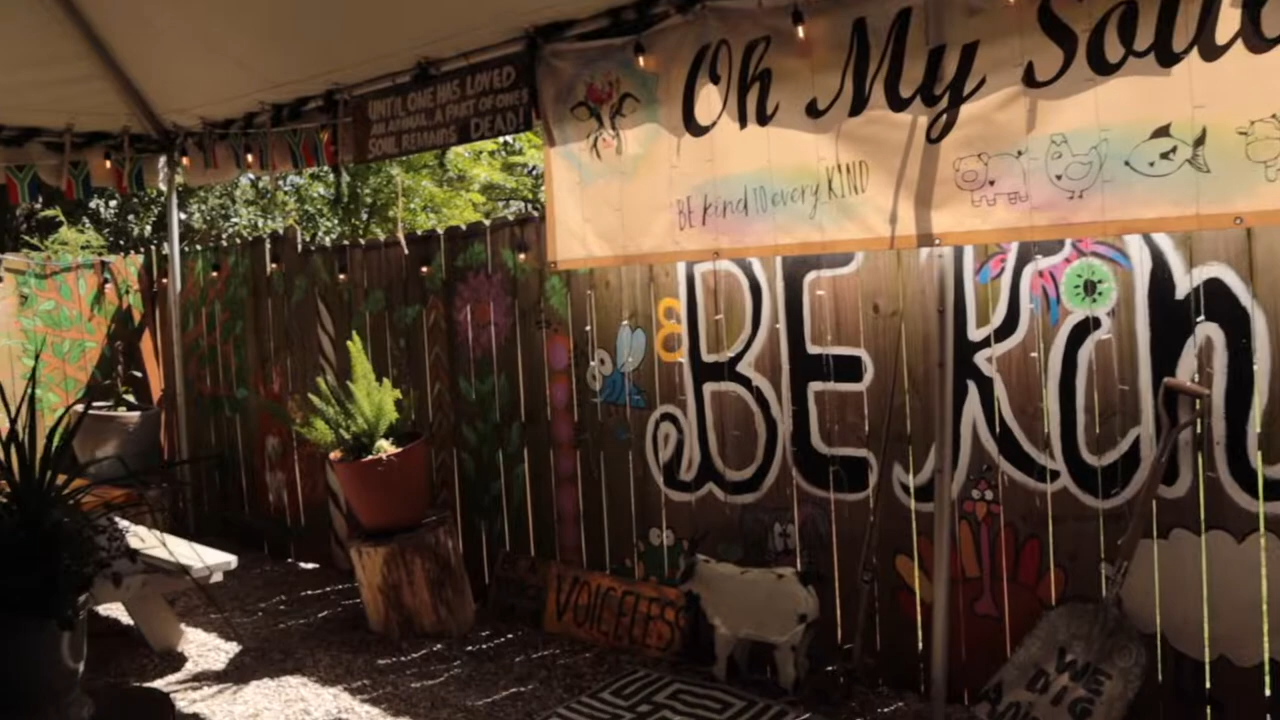 UNTIL ONE HAS LOVED
AN ANIMAL, A PART OF ONES
SOUL REMAINS DEAD!
Oh My Soul
BE kind TO every KIND
BE Kin
VOICELESS
WE
DIG